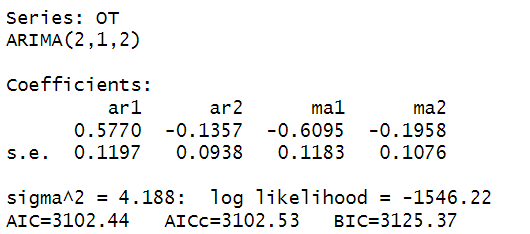 Series: OT
ARIMA(2,1,2)
Coefficients:
ar1 ar2 ma1 ma2
0.5770 -0.1357 -0.6095 -0.1958
s.e. 0.1197 0.0938 0.1183 0.1076
sigma^2 = 4.188: log likelihood = -1546.22
AIC=3102.44 AICc=3102.53 BIC=3125.37